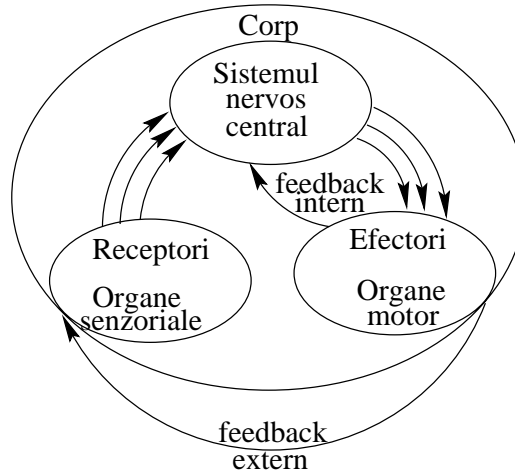 Corp
Sistemul
nervos
central
feedback
intern
Receptori
Organe
senzoriale
Efectori
Organe
motor
feedback
extern